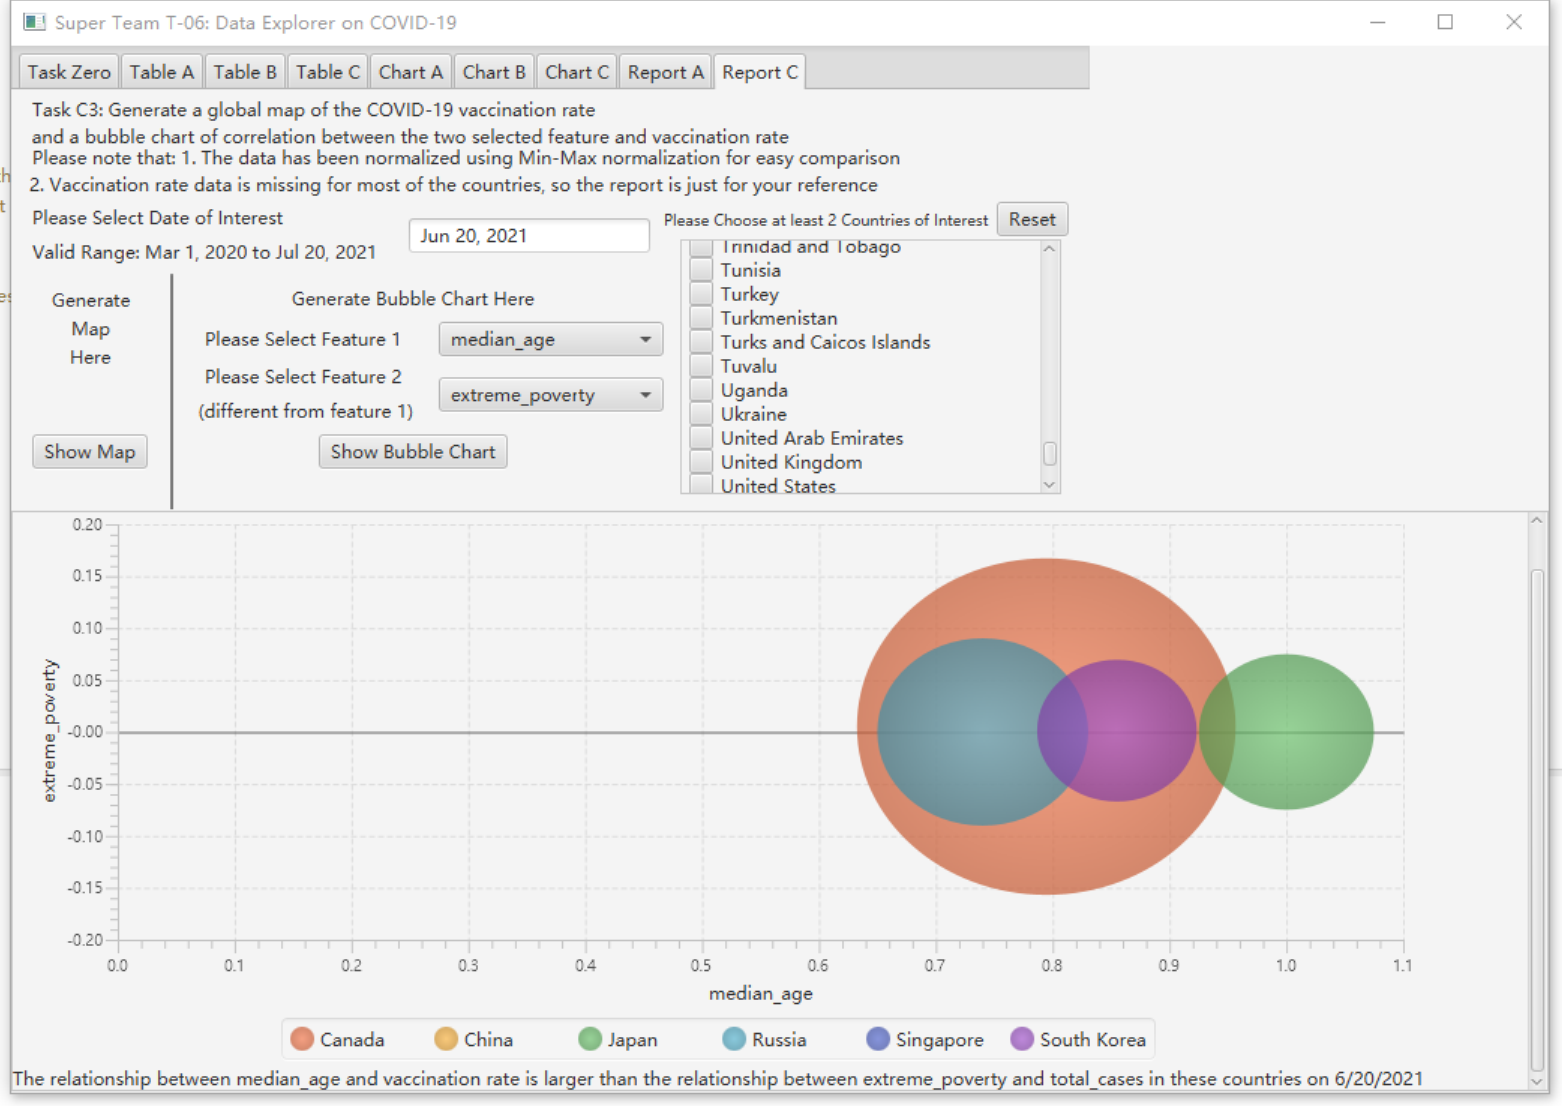 Super Team T-06: Data Explorer on COVID-19
Task Zero Table A Table B Table C Chart A Chart B Chart C Report A Report C
Task C3: Generate a global map of the COVID-19 vaccination rate
and a bubble chart of correlation between the two selected feature and vaccination rate
Please note that: 1. The data has been normalized using Min-Max normalization for easy comparison
2. Vaccination rate data is missing for most of the countries, so the report is just for your reference
Please Select Date of Interest
Valid Range: Mar 1, 2020 to Jul 20, 2021
Jun 20, 2021
Please Choose at least 2 Countries of Interest
Reset
Generate
Map
Here
Show Map
Generate Bubble Chart Here
Please Select Feature 1
median_age
Please Select Feature 2
(different from feature 1)
extreme_poverty
Show Bubble Chart
Trinidad and Tobago
Tunisia
Turkey
Turkmenistan
Turks and Caicos Islands
Tuvalu
Uganda
Ukraine
United Arab Emirates
United Kingdom
United States
extreme_poverty
0.20
0.15
0.10
0.05
-0.00
-0.05
-0.10
-0.15
-0.20
0.0 0.1 0.2 0.3 0.4 0.5 0.6 0.7 0.8 0.9 1.0 1.1
median_age
Canada China Japan Russia Singapore South Korea
The relationship between median_age and vaccination rate is larger than the relationship between extreme_poverty and total_cases in these countries on 6/20/2021